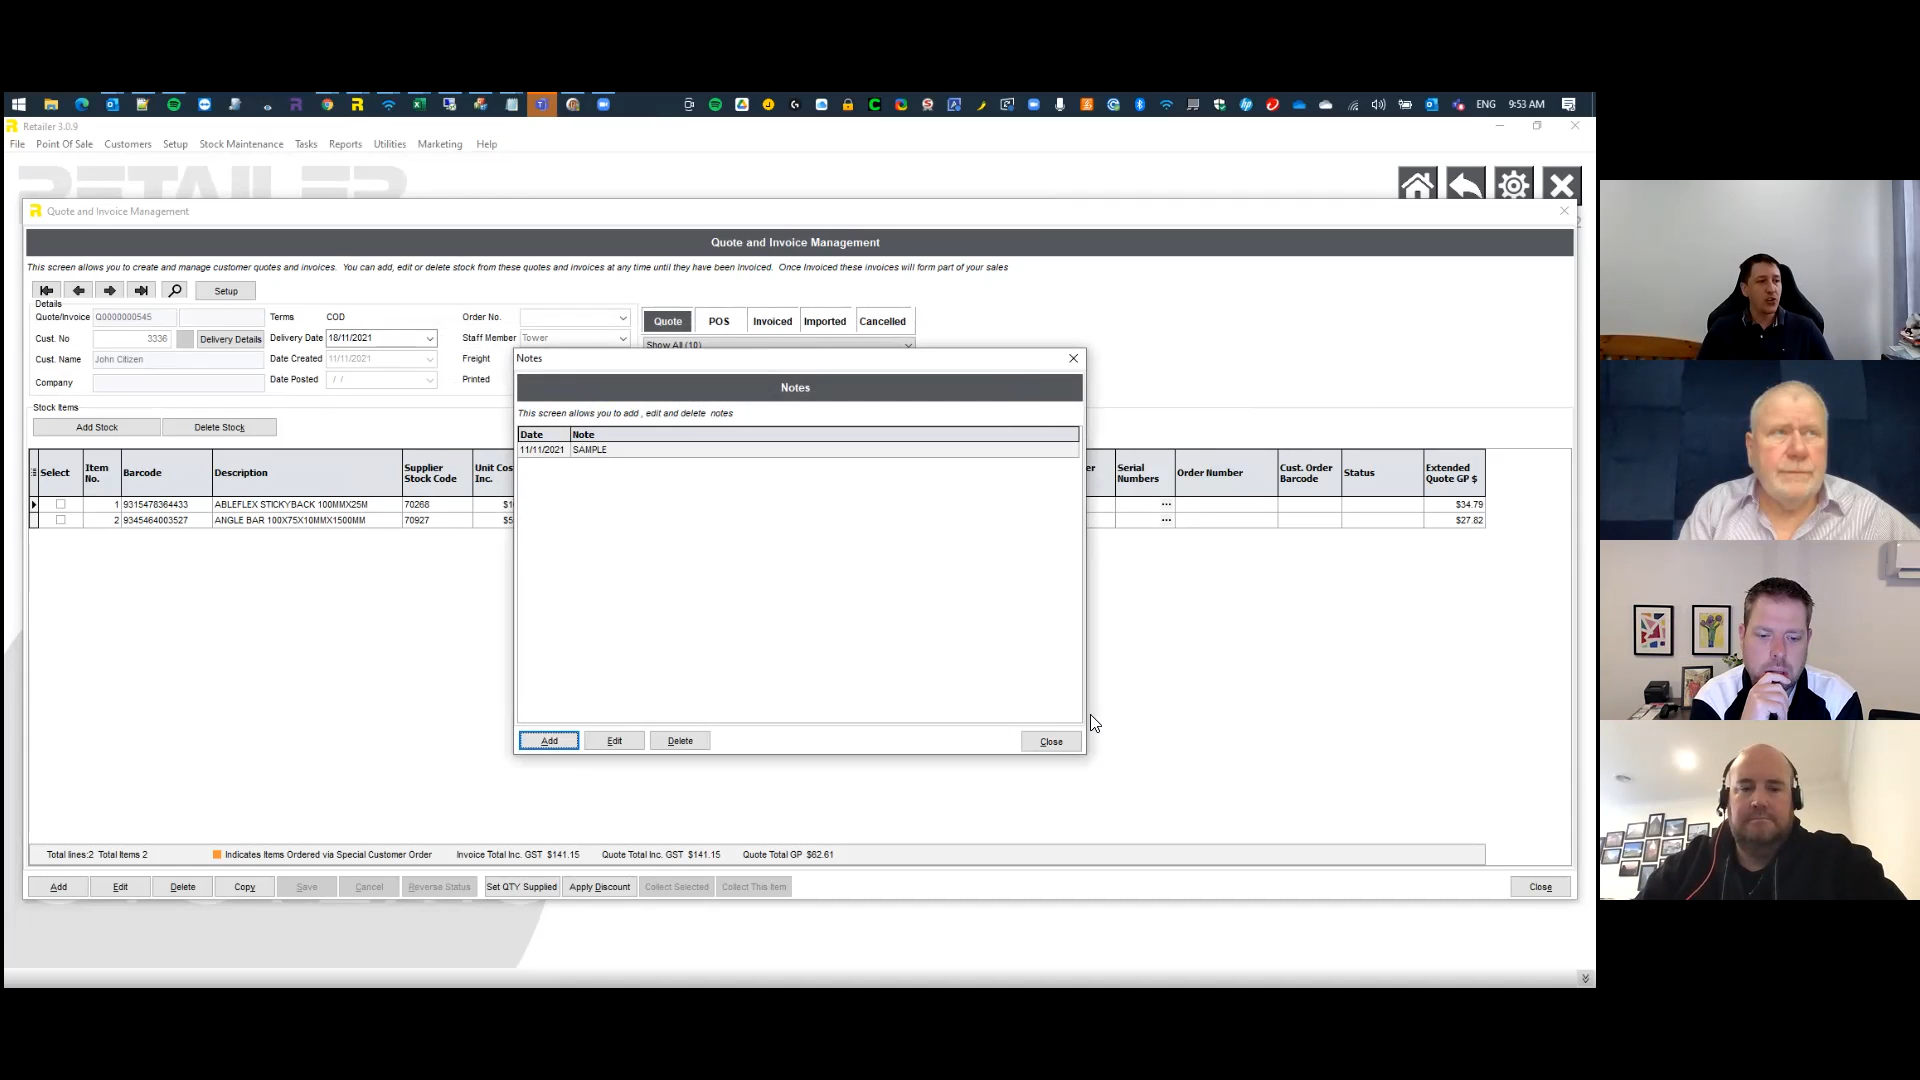 ENG 9:53 AM
Retailer 3.0.9
File Point Of Sale Customers Setup Stock Maintenance Tasks Reports Utilities Marketing Help
RETAILER
Quote and Invoice Management
Quote and Invoice Management
This screen allows you to create and manage customer quotes and invoices. You can add, edit or delete stock from these quotes and invoices at any time until they have been Invoiced. Once Invoiced these invoices will form part of your sales
Setup
Details
Quote/Invoice Q0000000545 Terms COD Order No.
Quote POS Invoiced Imported Cancelled
Cust. No 3336 Delivery Details Delivery Date 18/11/2021 Staff Member Tower
Show All (10)
Cust. Name John Citizen Date Created 11/11/2021 Freight
Company Date Posted / / Printed
Stock Items
Add Stock Delete Stock
Select Item No. Barcode Description Supplier Stock Code Unit Cos Inc. er Serial Numbers Order Number Cust. Order Barcode Status Extended Quote GP $
1 9315478364433 ABLEFLEX STICKYBACK 100MMX25M 70268 ... $34.79
2 9345464003527 ANGLE BAR 100X75X10MMX1500MM 70927 ... $27.82
Notes
Notes
This screen allows you to add , edit and delete notes
Date Note
11/11/2021 SAMPLE
Add Edit Delete Close
Total lines:2 Total Items 2 Indicates Items Ordered via Special Customer Order Invoice Total Inc. GST $141.15 Quote Total Inc. GST $141.15 Quote Total GP $62.61
Add Edit Delete Copy Save Cancel Reverse Status Set QTY Supplied Apply Discount Collect Selected Collect This Item Close